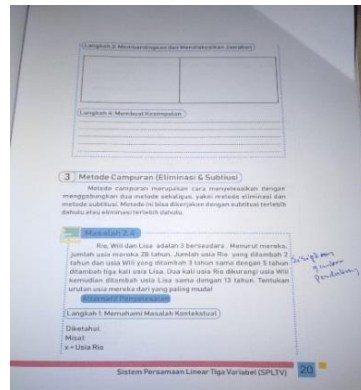 Langkah 3: Membandingkan dan Mendiskusikan Jawaban
Langkah 4: Membuat Kesimpulan
3 Metode Campuran (Eliminasi & Subtiusi
Metode campuran merupakan cara menyelesaikan dengan
menggabungkan dua metode sekaligus, yakni metode eliminasi dan
metode subtitusi. Metode ini bisa dikerjakan dengan subtitusi terlebih
dahulu atau eliminasi terlebih dahulu.
Masalah 2.4
Rio, Wili dan Lisa adalah 3 bersaudara. Menurut mereka,
jumlah usia mereka 28 tahun. Jumlah usia Rio yang ditambah 2
tahun dan usia Wili yang ditambah 3 tahun sama dengan 5 tahun
ditambah tiga kali usia Lisa. Dua kali usia Rio dikurangi usia Wili
kemudian ditambah usia Lisa sama dengan 13 tahun. Tentukan
urutan usia mereka dari yang paling muda!
Alternatif Penyelesaian
Langkah 1: Memahami Masalah Kontekstual
Diketahui:
Misal:
x = Usia Rio
Sistem Persamaan Linear Tiga Variabel (SPLTV) 20